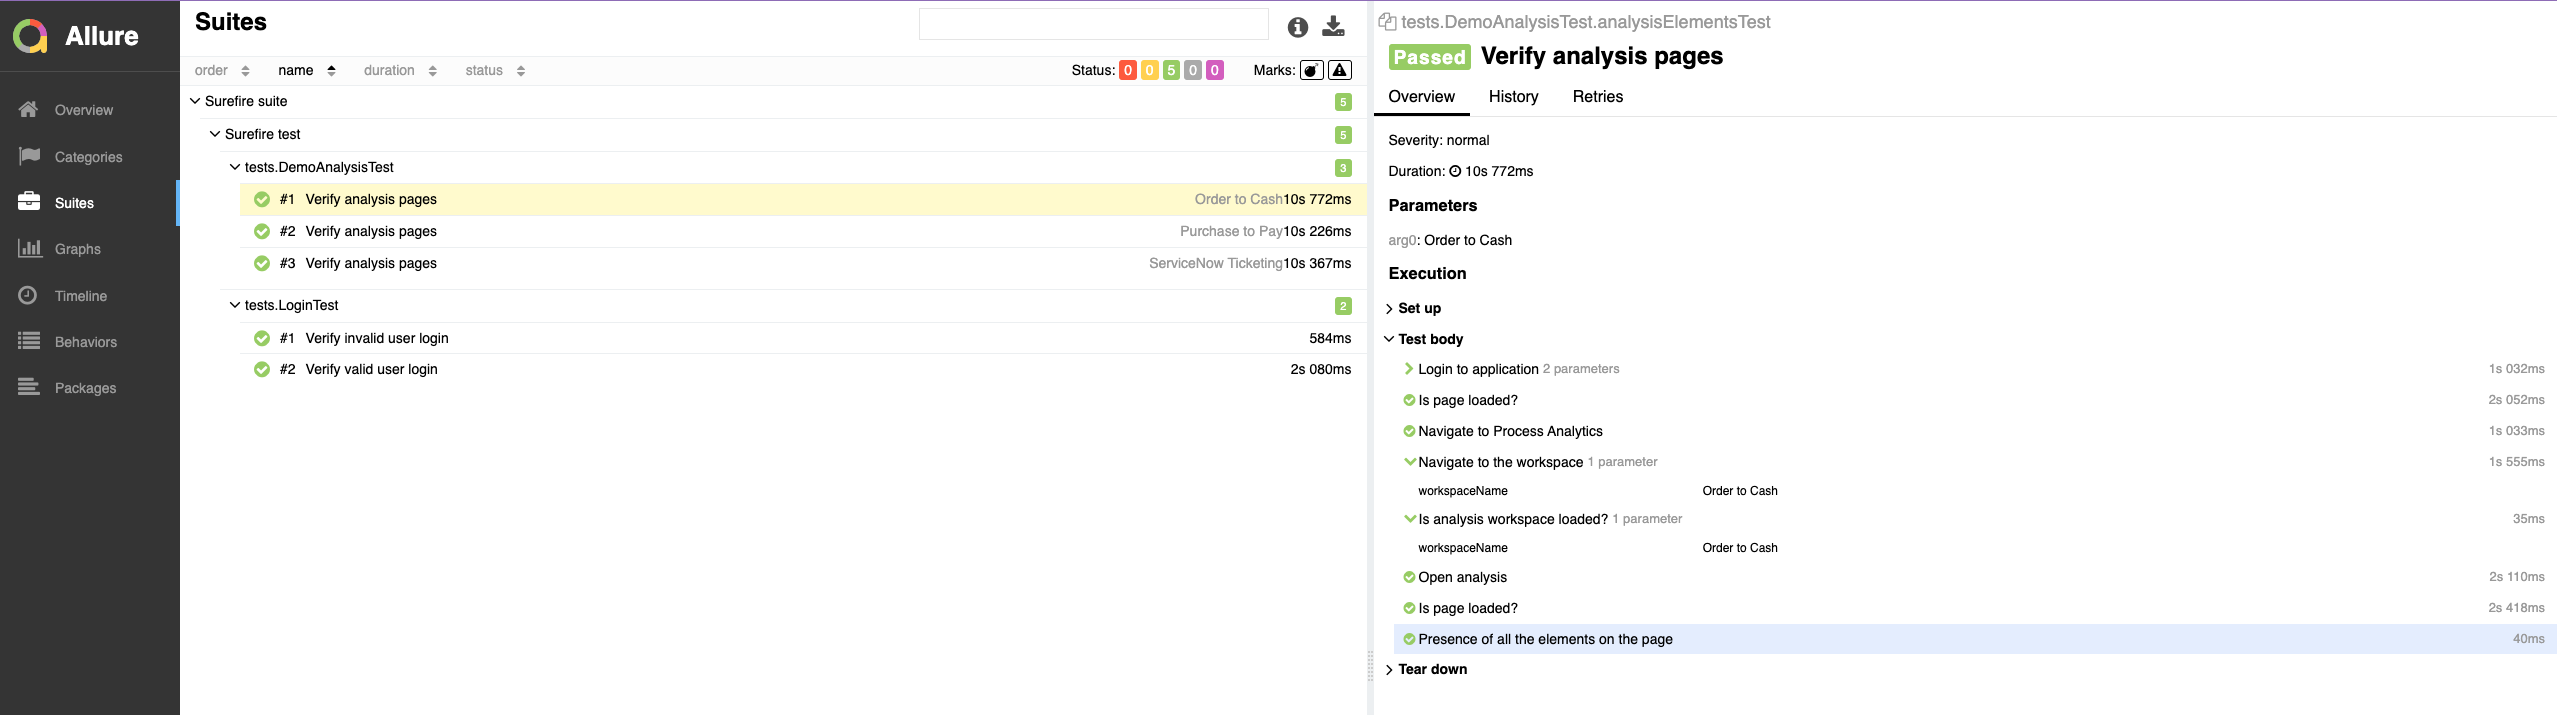 Allure
Overview
Categories
Suites
Graphs
Timeline
Behaviors
Packages
Suites
order name duration status Status: 0 0 5 0 0 Marks:
Surefire suite 5
Surefire test 5
tests.DemoAnalysisTest 3
#1 Verify analysis pages Order to Cash 10s 772ms
#2 Verify analysis pages Purchase to Pay 10s 226ms
#3 Verify analysis pages ServiceNow Ticketing 10s 367ms
tests.LoginTest 2
#1 Verify invalid user login 584ms
#2 Verify valid user login 2s 080ms
tests.DemoAnalysisTest.analysisElementsTest
Passed Verify analysis pages
Overview History Retries
Severity: normal
Duration: 10s 772ms
Parameters
arg0: Order to Cash
Execution
Set up
Test body
Login to application 2 parameters 1s 032ms
Is page loaded? 2s 052ms
Navigate to Process Analytics 1s 033ms
Navigate to the workspace 1 parameter 1s 555ms
workspaceName Order to Cash
Is analysis workspace loaded? 1 parameter 35ms
workspaceName Order to Cash
Open analysis 2s 110ms
Is page loaded? 2s 418ms
Presence of all the elements on the page 40ms
Tear down